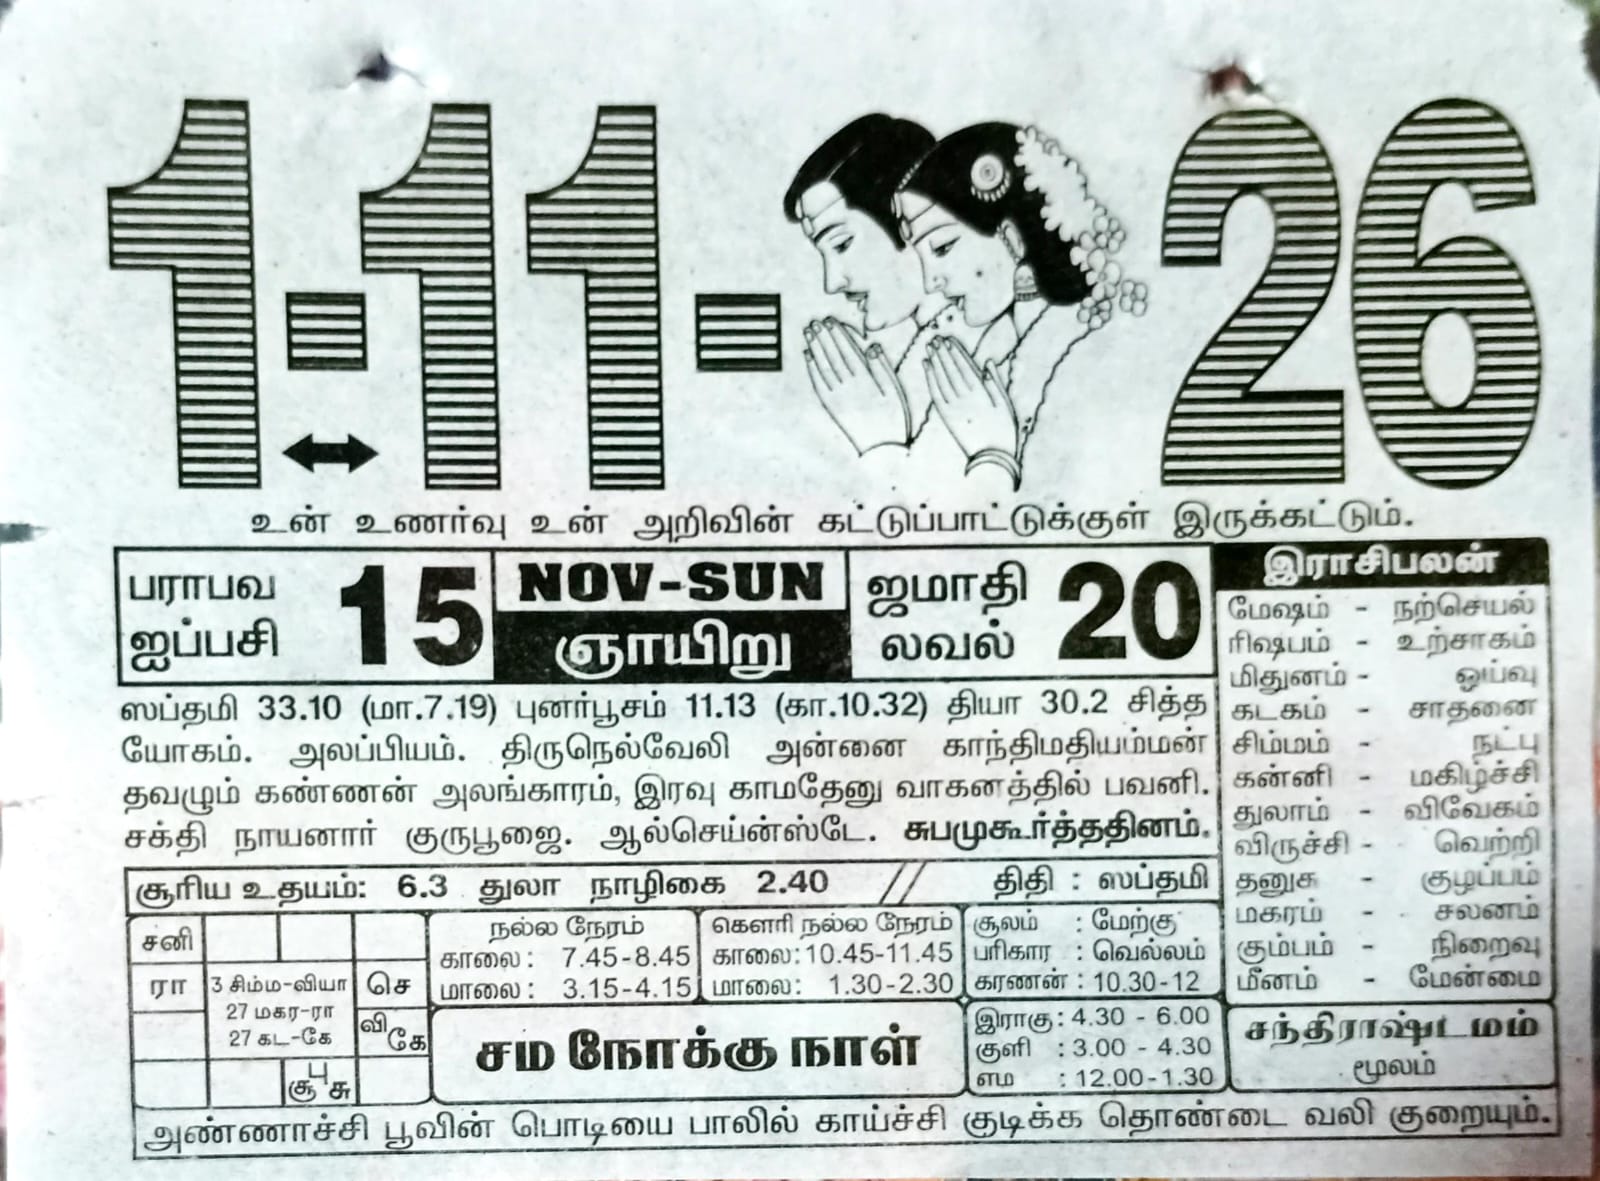 1-11-26
உன் உணர்வு உன் அறிவின் கட்டுப்பாட்டுக்குள் இருக்கட்டும்.
பராபவ
ஐப்பசி
15
NOV-SUN
ஞாயிறு
ஜமாதி
லவல்
20
ஸப்தமி 33.10 (மா.7.19) புனர்பூசம் 11.13 (கா.10.32) தியா 30.2 சித்த
யோகம். அலப்பியம். திருநெல்வேலி அன்னை காந்திமதியம்மன்
தவழும் கண்ணன் அலங்காரம், இரவு காமதேனு வாகனத்தில் பவனி.
சக்தி நாயனார் குருபூஜை. ஆல்செய்ன்ஸ்டே. சுபமுகூர்த்ததினம்.
சூரிய உதயம்: 6.3 துலா நாழிகை 2.40 // திதி : ஸப்தமி
சனி
ரா
3 சிம்ம-வியா
27 மகர-ரா
27 கட-கே
செ
வி
கே
பு
சூ சு
நல்ல நேரம்
காலை: 7.45-8.45
மாலை: 3.15-4.15
கௌரி நல்ல நேரம்
காலை: 10.45-11.45
மாலை: 1.30-2.30
சூலம் : மேற்கு
பரிகார : வெல்லம்
கரணன் : 10.30-12
சம நோக்கு நாள்
இராகு : 4.30 - 6.00
குளி : 3.00 - 4.30
எம : 12.00-1.30
இராசிபலன்
மேஷம் - நற்செயல்
ரிஷபம் - உற்சாகம்
மிதுனம் - ஓய்வு
கடகம் - சாதனை
சிம்மம் - நட்பு
கன்னி - மகிழ்ச்சி
துலாம் - விவேகம்
விருச்சி - வெற்றி
தனுசு - குழப்பம்
மகரம் - சலனம்
கும்பம் - நிறைவு
மீனம் - மேன்மை
சந்திராஷ்டமம்
மூலம்
அண்ணாச்சி பூவின் பொடியை பாலில் காய்ச்சி குடிக்க தொண்டை வலி குறையும்.